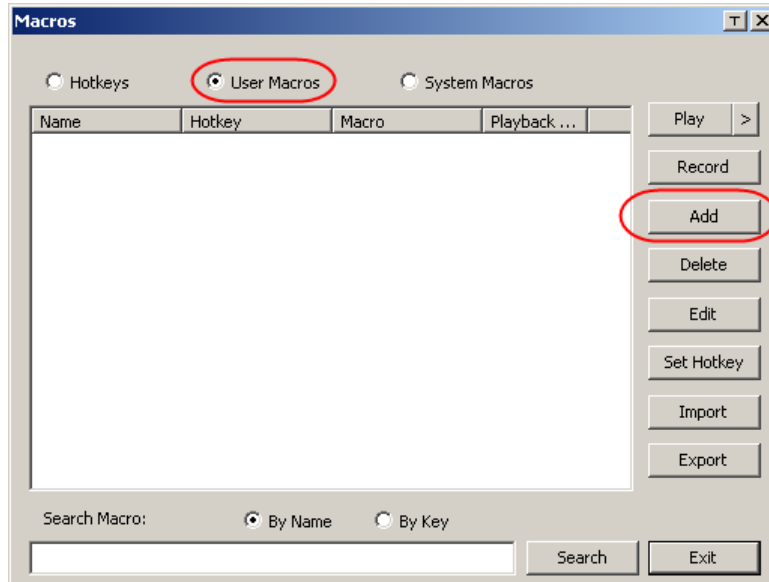 Macros
Hotkeys User Macros System Macros
Name Hotkey Macro Playback ...
Play >
Record
Add
Delete
Edit
Set Hotkey
Import
Export
Search Macro: By Name By Key
Search Exit